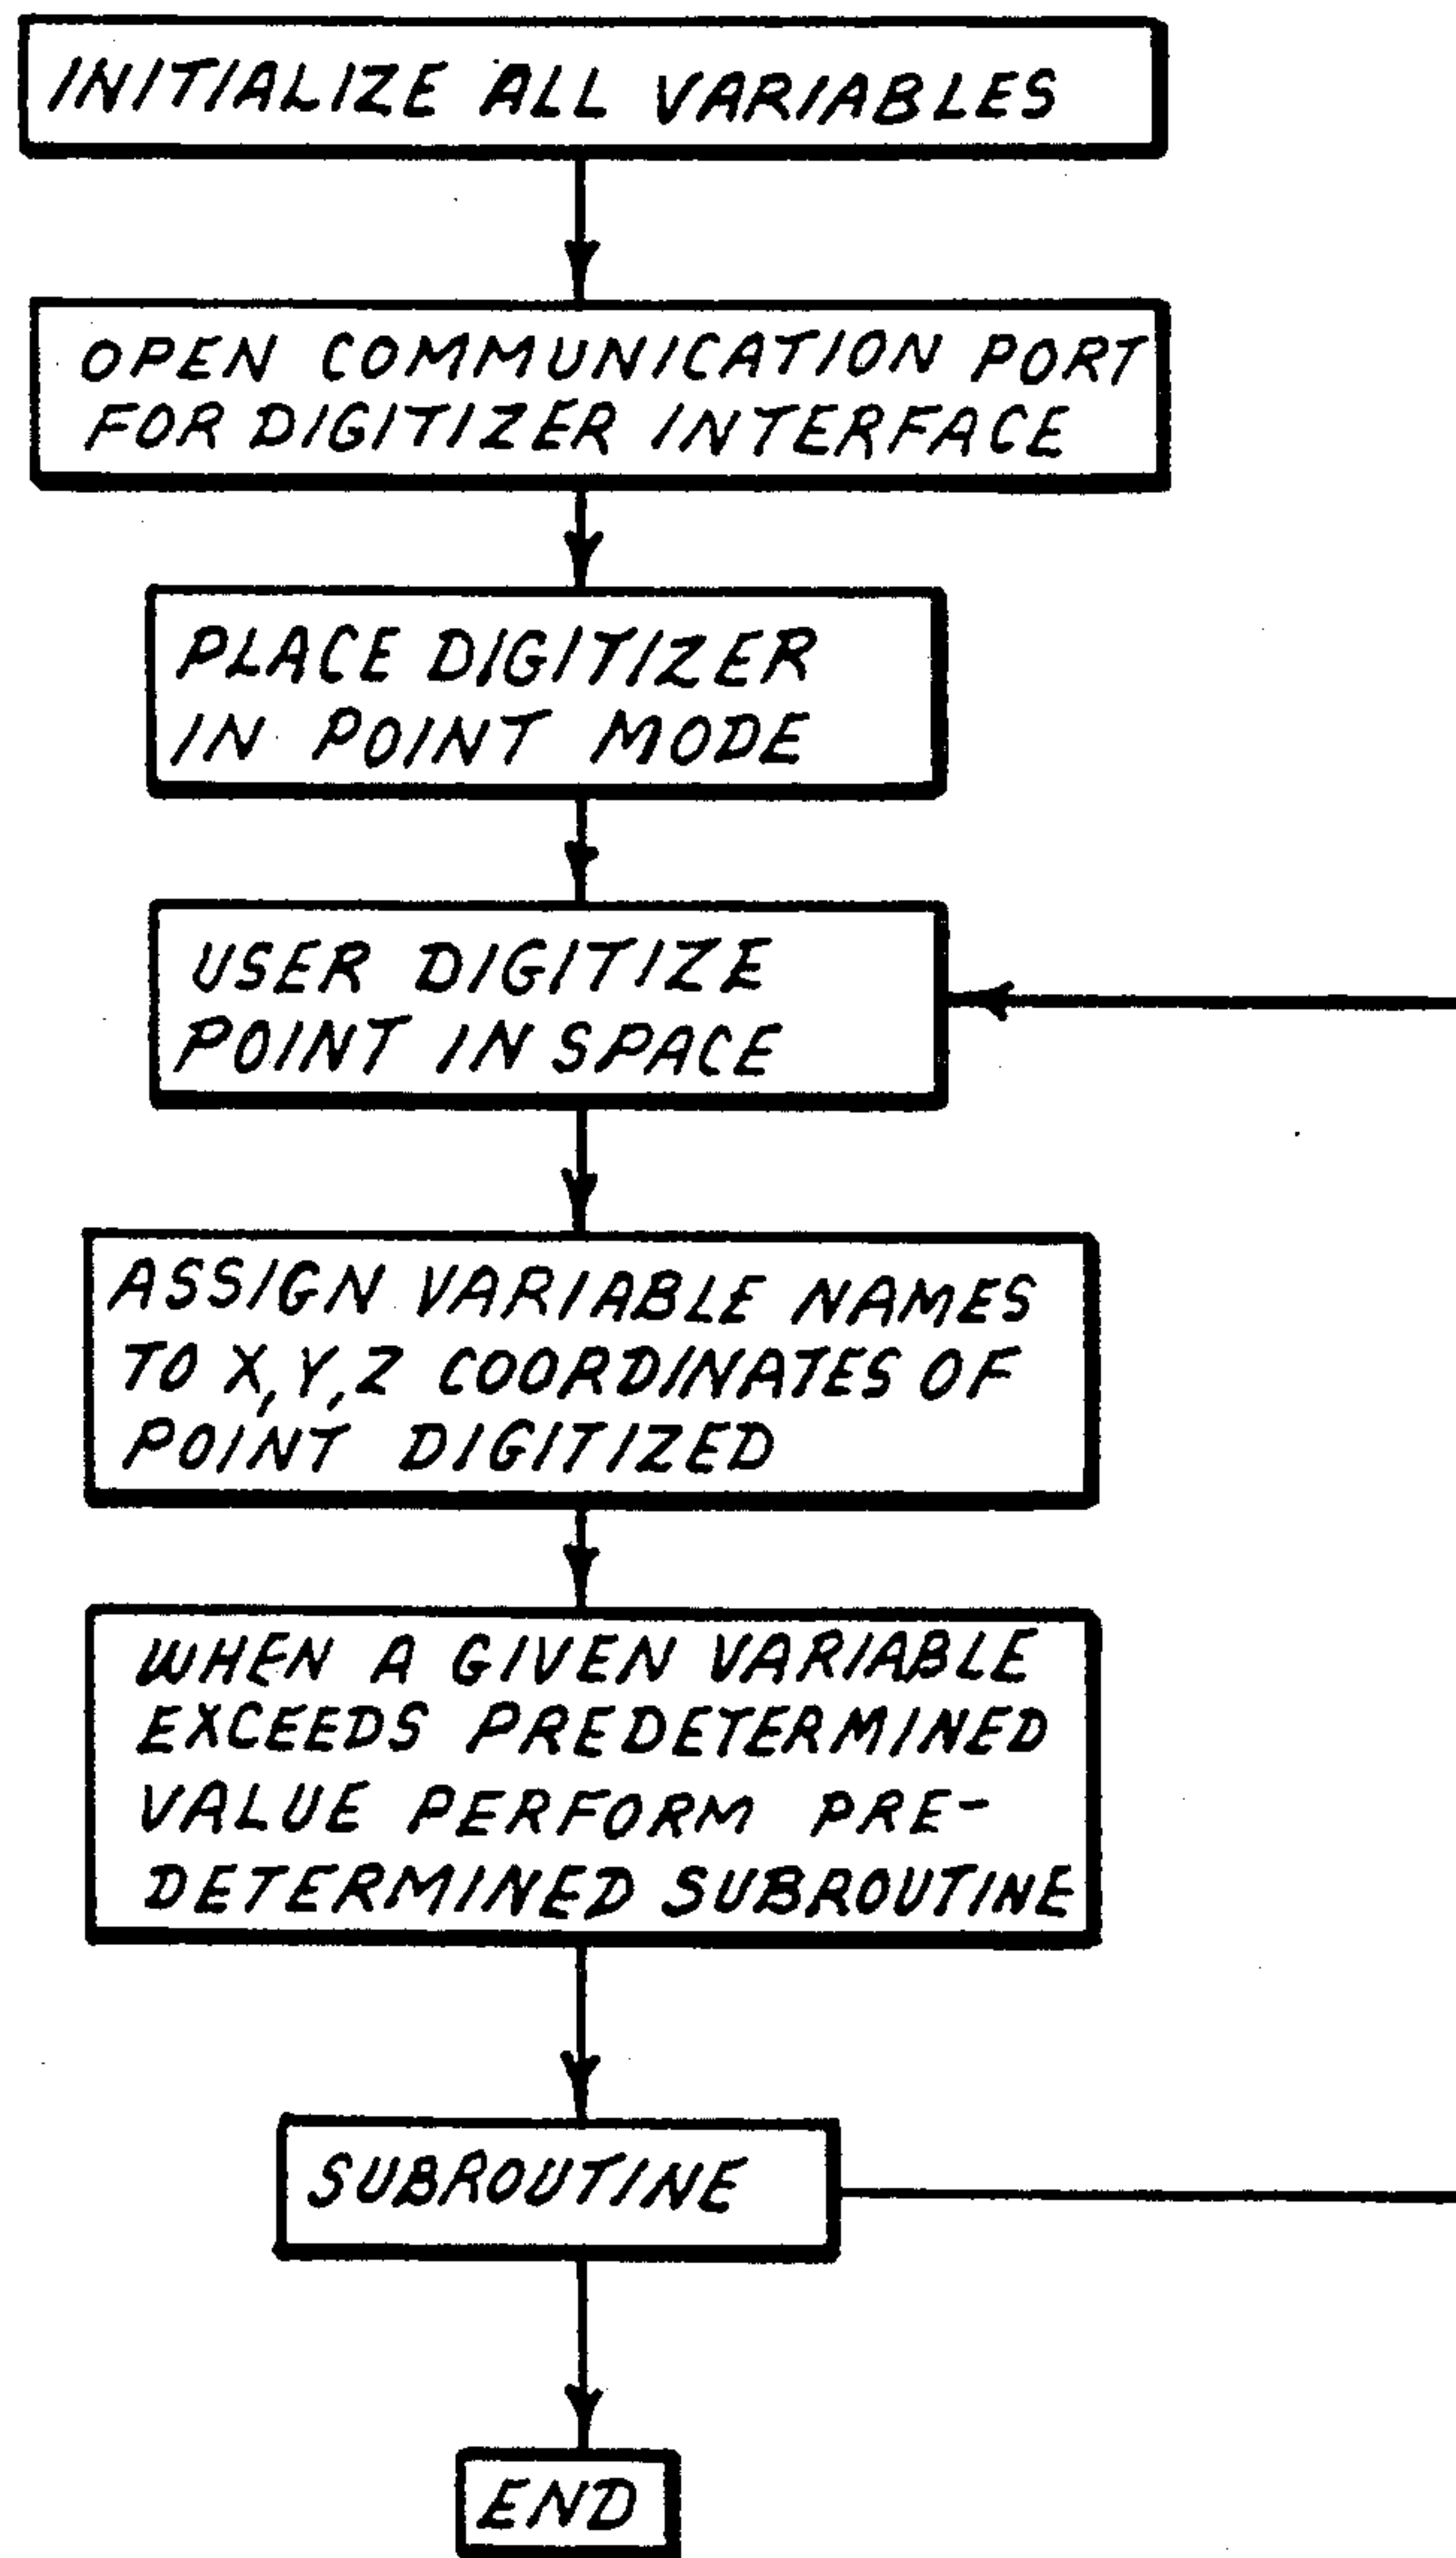 INITIALIZE ALL VARIABLES
OPEN COMMUNICATION PORT
FOR DIGITIZER INTERFACE
PLACE DIGITIZER
IN POINT MODE
USER DIGITIZE
POINT IN SPACE
ASSIGN VARIABLE NAMES
TO X,Y,Z COORDINATES OF
POINT DIGITIZED
WHEN A GIVEN VARIABLE
EXCEEDS PREDETERMINED
VALUE PERFORM PRE-
DETERMINED SUBROUTINE
SUBROUTINE
END